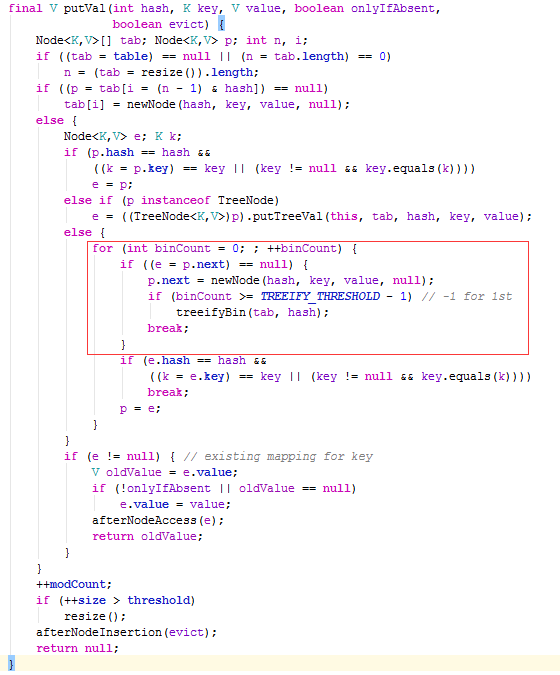 final V putVal(int hash, K key, V value, boolean onlyIfAbsent,
               boolean evict) {
    Node<K,V>[] tab; Node<K,V> p; int n, i;
    if ((tab = table) == null || (n = tab.length) == 0)
        n = (tab = resize()).length;
    if ((p = tab[i = (n - 1) & hash]) == null)
        tab[i] = newNode(hash, key, value, null);
    else {
        Node<K,V> e; K k;
        if (p.hash == hash &&
            ((k = p.key) == key || (key != null && key.equals(k))))
            e = p;
        else if (p instanceof TreeNode)
            e = ((TreeNode<K,V>)p).putTreeVal(this, tab, hash, key, value);
        else {
            for (int binCount = 0; ; ++binCount) {
                if ((e = p.next) == null) {
                    p.next = newNode(hash, key, value, null);
                    if (binCount >= TREEIFY_THRESHOLD - 1) // -1 for 1st
                        treeifyBin(tab, hash);
                    break;
                }
                if (e.hash == hash &&
                    ((k = e.key) == key || (key != null && key.equals(k))))
                    break;
                p = e;
            }
        }
        if (e != null) { // existing mapping for key
            V oldValue = e.value;
            if (!onlyIfAbsent || oldValue == null)
                e.value = value;
            afterNodeAccess(e);
            return oldValue;
        }
    }
    ++modCount;
    if (++size > threshold)
        resize();
    afterNodeInsertion(evict);
    return null;
}